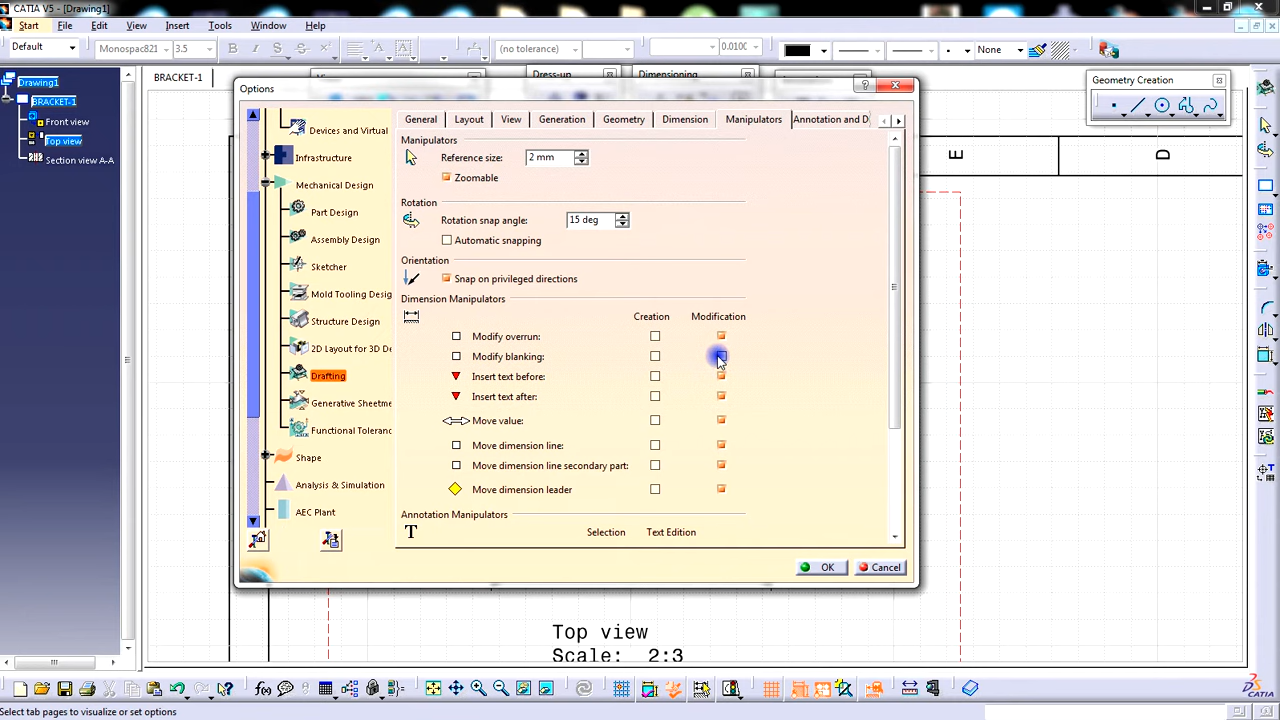 CATIA V5 - [Drawing1]
Start File Edit View Insert Tools Window Help
Default Monospac821 3.5 B I S (no tolerance) 0.0100 None
Drawing1
BRACKET-1
Front view
Top view
Section view A-A
BRACKET-1
Dress-up Dimensioning
Geometry Creation
Options
General Layout View Generation Geometry Dimension Manipulators Annotation and D
Devices and Virtual
Infrastructure
Mechanical Design
Part Design
Assembly Design
Sketcher
Mold Tooling Desig
Structure Design
2D Layout for 3D De
Drafting
Generative Sheetme
Functional Toleranc
Shape
Analysis & Simulation
AEC Plant
Manipulators
Reference size: 2 mm
Zoomable
Rotation
Rotation snap angle: 15 deg
Automatic snapping
Orientation
Snap on privileged directions
Dimension Manipulators
Creation Modification
Modify overrun:
Modify blanking:
Insert text before:
Insert text after:
Move value:
Move dimension line:
Move dimension line secondary part:
Move dimension leader
Annotation Manipulators
T Selection Text Edition
OK Cancel
E D
Top view
Scale: 2:3
Select tab pages to visualize or set options
CATIA